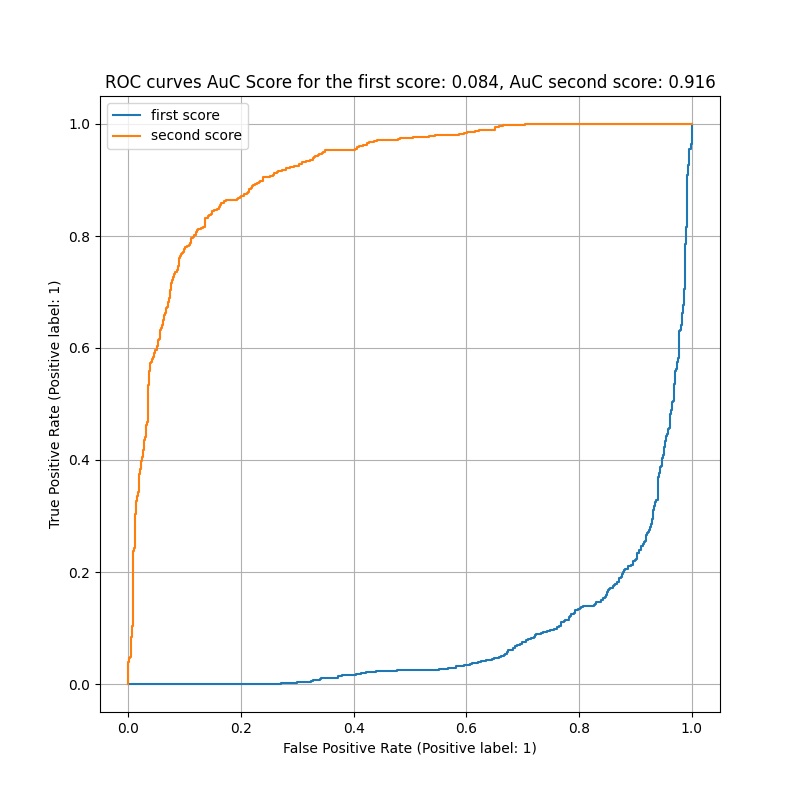 ROC curves AuC Score for the first score: 0.084, AuC second score: 0.916
first score
second score
1.0
0.8
0.6
0.4
0.2
0.0
True Positive Rate (Positive label: 1)
0.0 0.2 0.4 0.6 0.8 1.0
False Positive Rate (Positive label: 1)